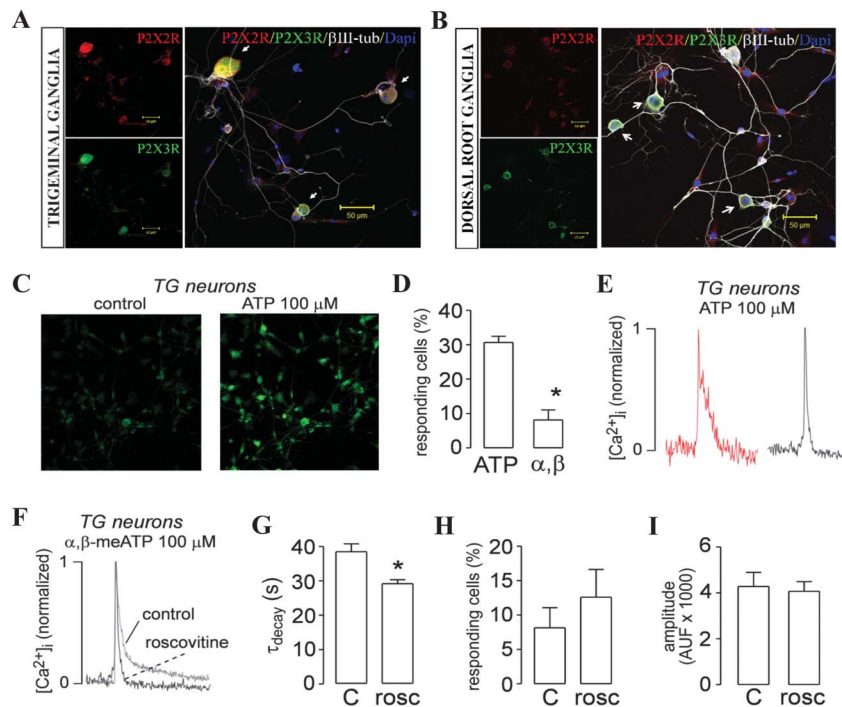 A
TRIGEMINAL GANGLIA
P2X2R
50 µm
P2X3R
50 µm
P2X2R/P2X3R/βIII-tub/Dapi
50 µm
B
DORSAL ROOT GANGLIA
P2X2R
P2X3R
P2X2R/P2X3R/βIII-tub/Dapi
50 µm
C
TG neurons
control
ATP 100 µM
D
responding cells (%)
40
30
20
10
0
*
ATP
α,β
E
TG neurons
ATP 100 µM
[Ca²⁺]ᵢ (normalized)
1
0
F
TG neurons
α,β-meATP 100 µM
[Ca²⁺]ᵢ (normalized)
1
0
control
roscovitine
G
τdecay (s)
40
20
0
*
C
rosc
H
responding cells (%)
20
15
10
5
0
C
rosc
I
amplitude
(AUF x 1000)
6
4
2
0
C
rosc